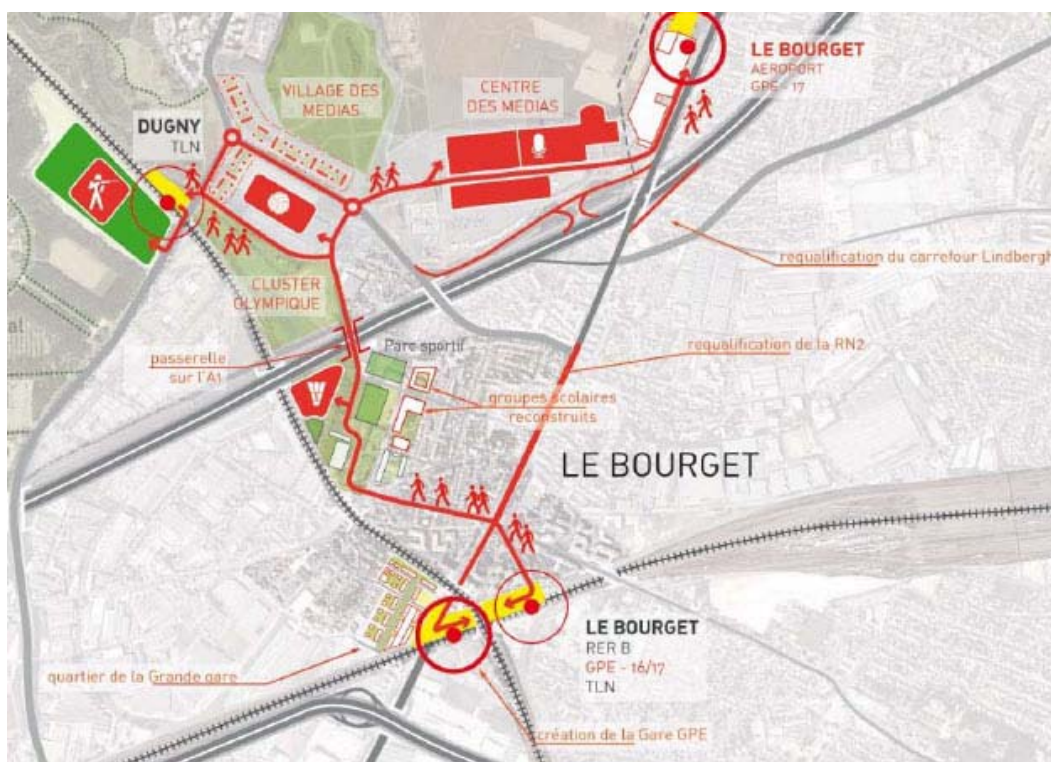 LE BOURGET
AEROPORT
GPE - 17
VILLAGE DES
MEDIAS
CENTRE
DES MEDIAS
DUGNY
TLN
requalification du carrefour Lindbergh
CLUSTER
OLYMPIQUE
passerelle
sur l'A1
Parc sportif
requalification de la RN2
groupes scolaires
reconstruits
LE BOURGET
LE BOURGET
RER B
GPE - 16/17
TLN
quartier de la Grande gare
création de la Gare GPE